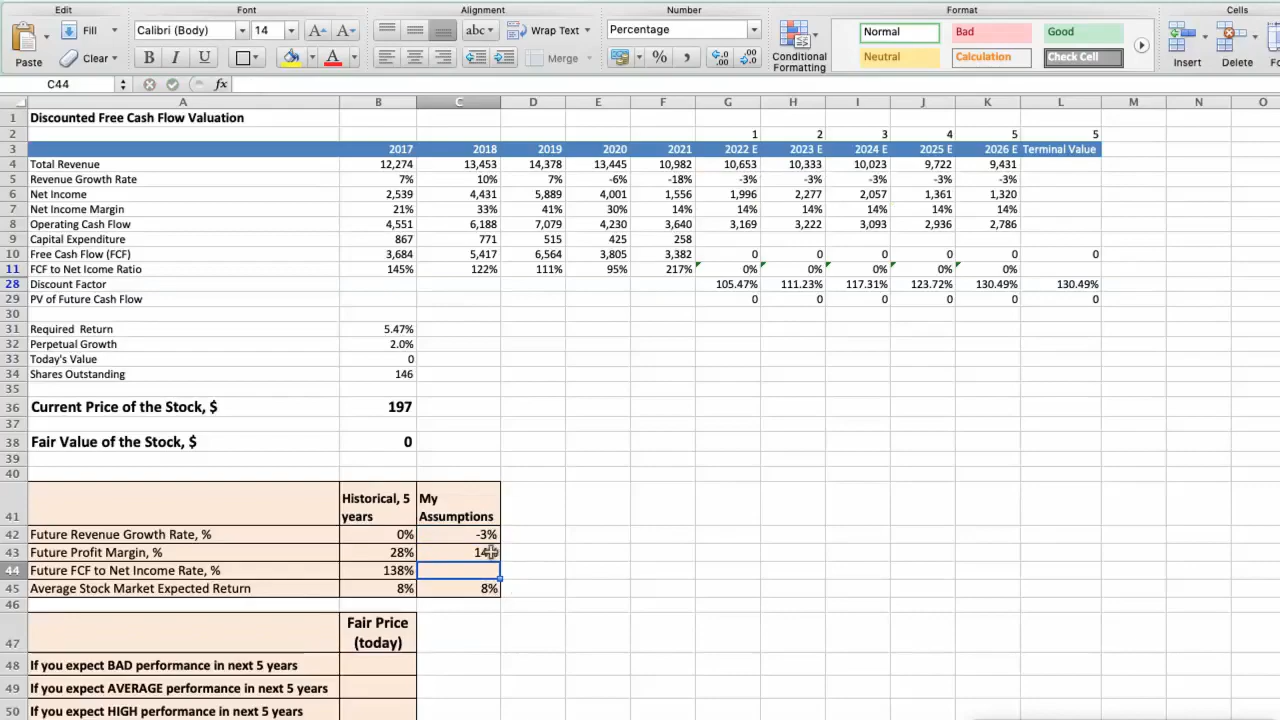 Edit Font Alignment Number Format Cells
Paste Fill Clear Calibri (Body) 14 A A B I U A abc Wrap Text Merge Percentage % , .0 .00 .00 .0 Conditional Formatting Normal Bad Good Neutral Calculation Check Cell Insert Delete
C44 fx
A B C D E F G H I J K L M N O
1 Discounted Free Cash Flow Valuation
2 1 2 3 4 5 5
3 2017 2018 2019 2020 2021 2022 E 2023 E 2024 E 2025 E 2026 E Terminal Value
4 Total Revenue 12,274 13,453 14,378 13,445 10,982 10,653 10,333 10,023 9,722 9,431
5 Revenue Growth Rate 7% 10% 7% -6% -18% -3% -3% -3% -3% -3%
6 Net Income 2,539 4,431 5,889 4,001 1,556 1,996 2,277 2,057 1,361 1,320
7 Net Income Margin 21% 33% 41% 30% 14% 14% 14% 14% 14% 14%
8 Operating Cash Flow 4,551 6,188 7,079 4,230 3,640 3,169 3,222 3,093 2,936 2,786
9 Capital Expenditure 867 771 515 425 258
10 Free Cash Flow (FCF) 3,684 5,417 6,564 3,805 3,382 0 0 0 0 0 0
11 FCF to Net Icome Ratio 145% 122% 111% 95% 217% 0% 0% 0% 0% 0%
28 Discount Factor 105.47% 111.23% 117.31% 123.72% 130.49% 130.49%
29 PV of Future Cash Flow 0 0 0 0 0 0
30
31 Required Return 5.47%
32 Perpetual Growth 2.0%
33 Today's Value 0
34 Shares Outstanding 146
35
36 Current Price of the Stock, $ 197
37
38 Fair Value of the Stock, $ 0
39
40
41 Historical, 5 years My Assumptions
42 Future Revenue Growth Rate, % 0% -3%
43 Future Profit Margin, % 28% 14
44 Future FCF to Net Income Rate, % 138%
45 Average Stock Market Expected Return 8% 8%
46
47 Fair Price (today)
48 If you expect BAD performance in next 5 years
49 If you expect AVERAGE performance in next 5 years
50 If you expect HIGH performance in next 5 years